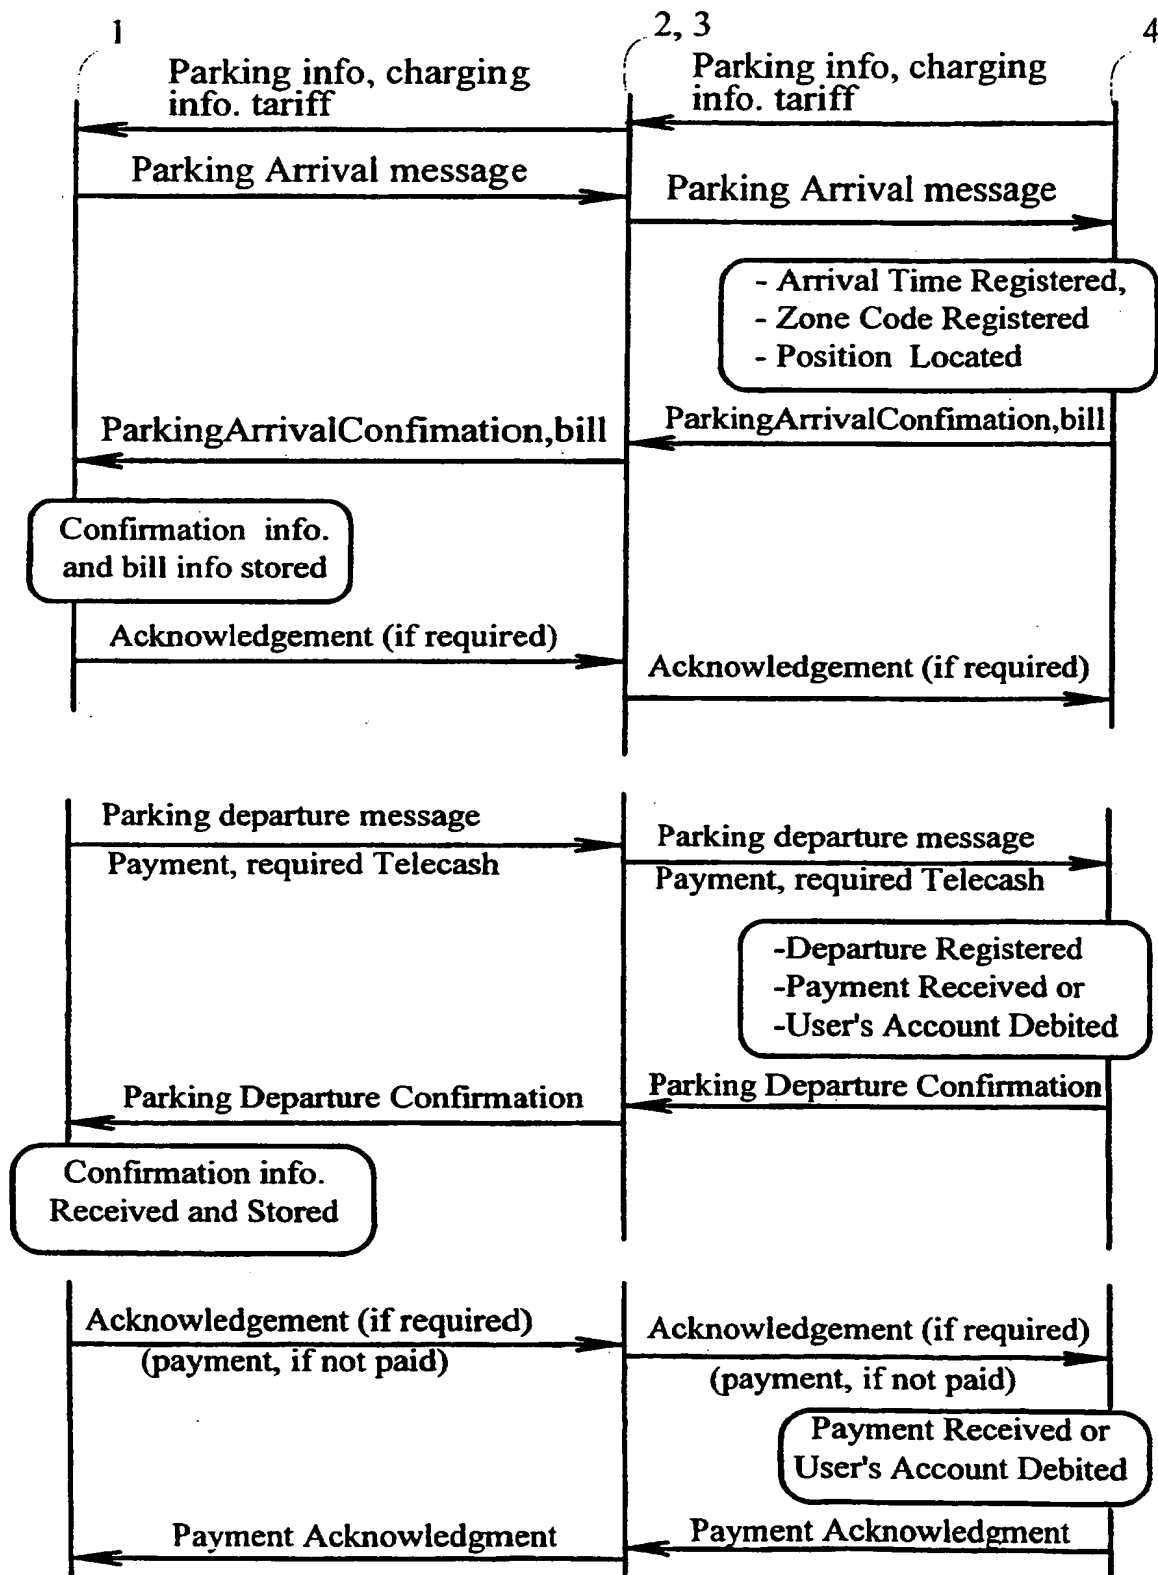 1
2, 3
4
Parking info, charging
info. tariff
Parking info, charging
info. tariff
Parking Arrival message
Parking Arrival message
- Arrival Time Registered,
- Zone Code Registered
- Position Located
ParkingArrivalConfimation,bill
ParkingArrivalConfimation,bill
Confirmation info.
and bill info stored
Acknowledgement (if required)
Acknowledgement (if required)
Parking departure message
Payment, required Telecash
Parking departure message
Payment, required Telecash
-Departure Registered
-Payment Received or
-User's Account Debited
Parking Departure Confirmation
Parking Departure Confirmation
Confirmation info.
Received and Stored
Acknowledgement (if required)
(payment, if not paid)
Acknowledgement (if required)
(payment, if not paid)
Payment Received or
User's Account Debited
Payment Acknowledgment
Payment Acknowledgment